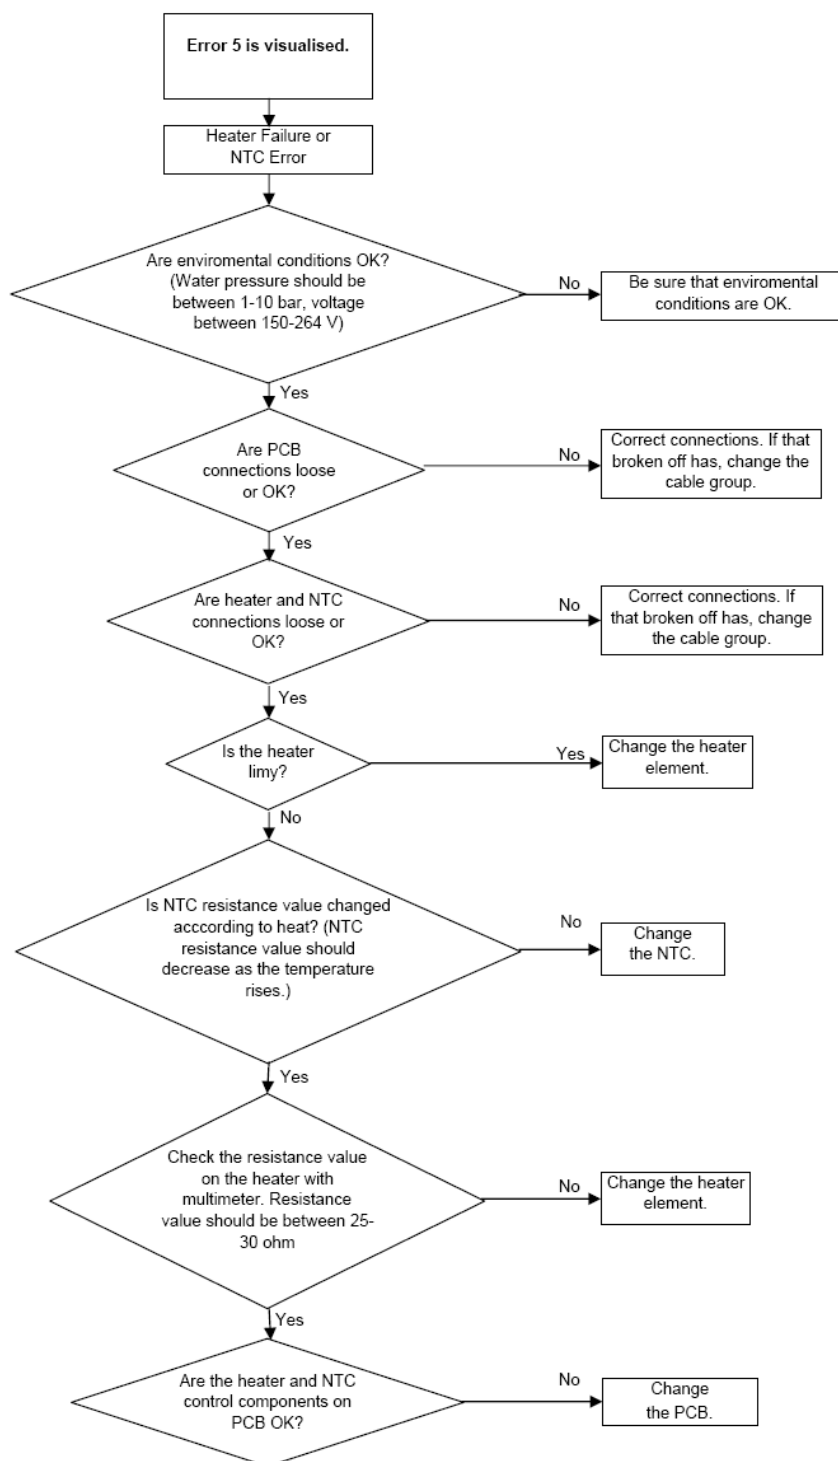 Error 5 is visualised.
Heater Failure or
NTC Error
Are enviromental conditions OK?
(Water pressure should be
between 1-10 bar, voltage
between 150-264 V)
No
Be sure that enviromental
conditions are OK.
Yes
Are PCB
connections loose
or OK?
No
Correct connections. If that
broken off has, change the
cable group.
Yes
Are heater and NTC
connections loose or
OK?
No
Correct connections. If
that broken off has, change
the cable group.
Yes
Is the heater
limy?
Yes
Change the heater
element.
No
Is NTC resistance value changed
acccording to heat? (NTC
resistance value should
decrease as the temperature
rises.)
No
Change
the NTC.
Yes
Check the resistance value
on the heater with
multimeter. Resistance
value should be between 25-
30 ohm
No
Change the heater
element.
Yes
Are the heater and NTC
control components on
PCB OK?
No
Change
the PCB.